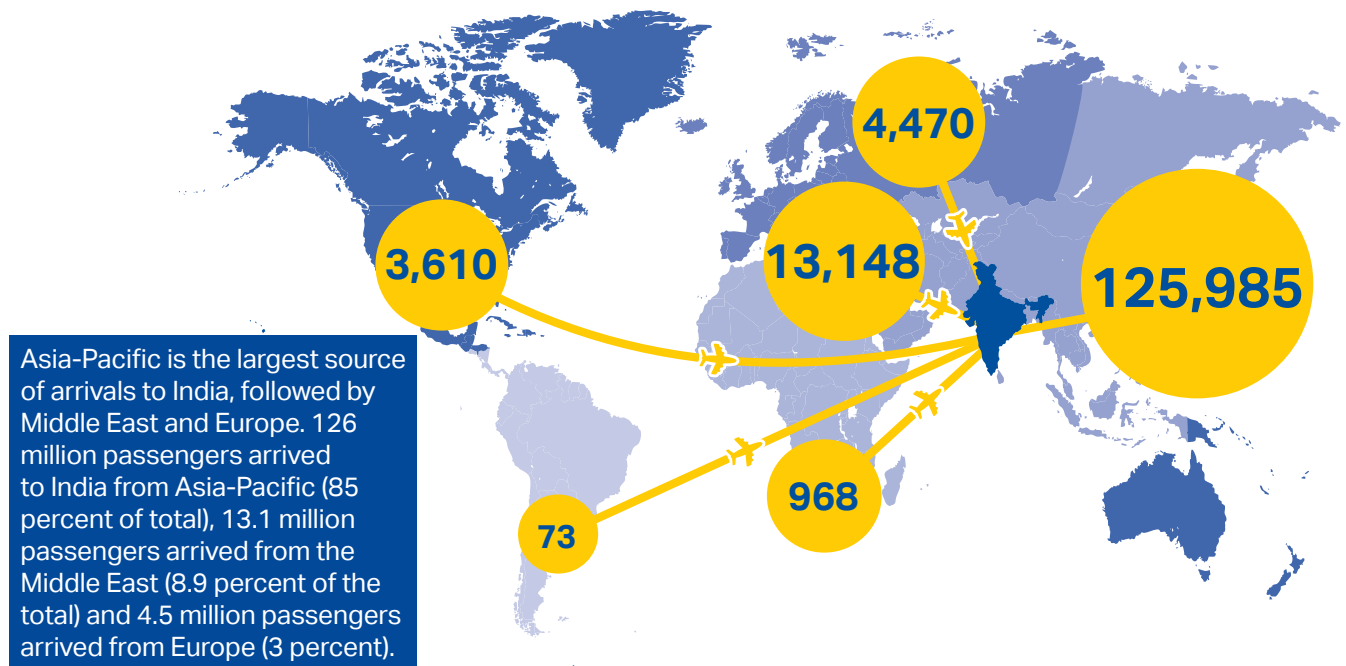 4,470
13,148
3,610
125,985
Asia-Pacific is the largest source
of arrivals to India, followed by
Middle East and Europe. 126
million passengers arrived
to India from Asia-Pacific (85
percent of total), 13.1 million
passengers arrived from the
Middle East (8.9 percent of the
total) and 4.5 million passengers
arrived from Europe (3 percent).
968
73